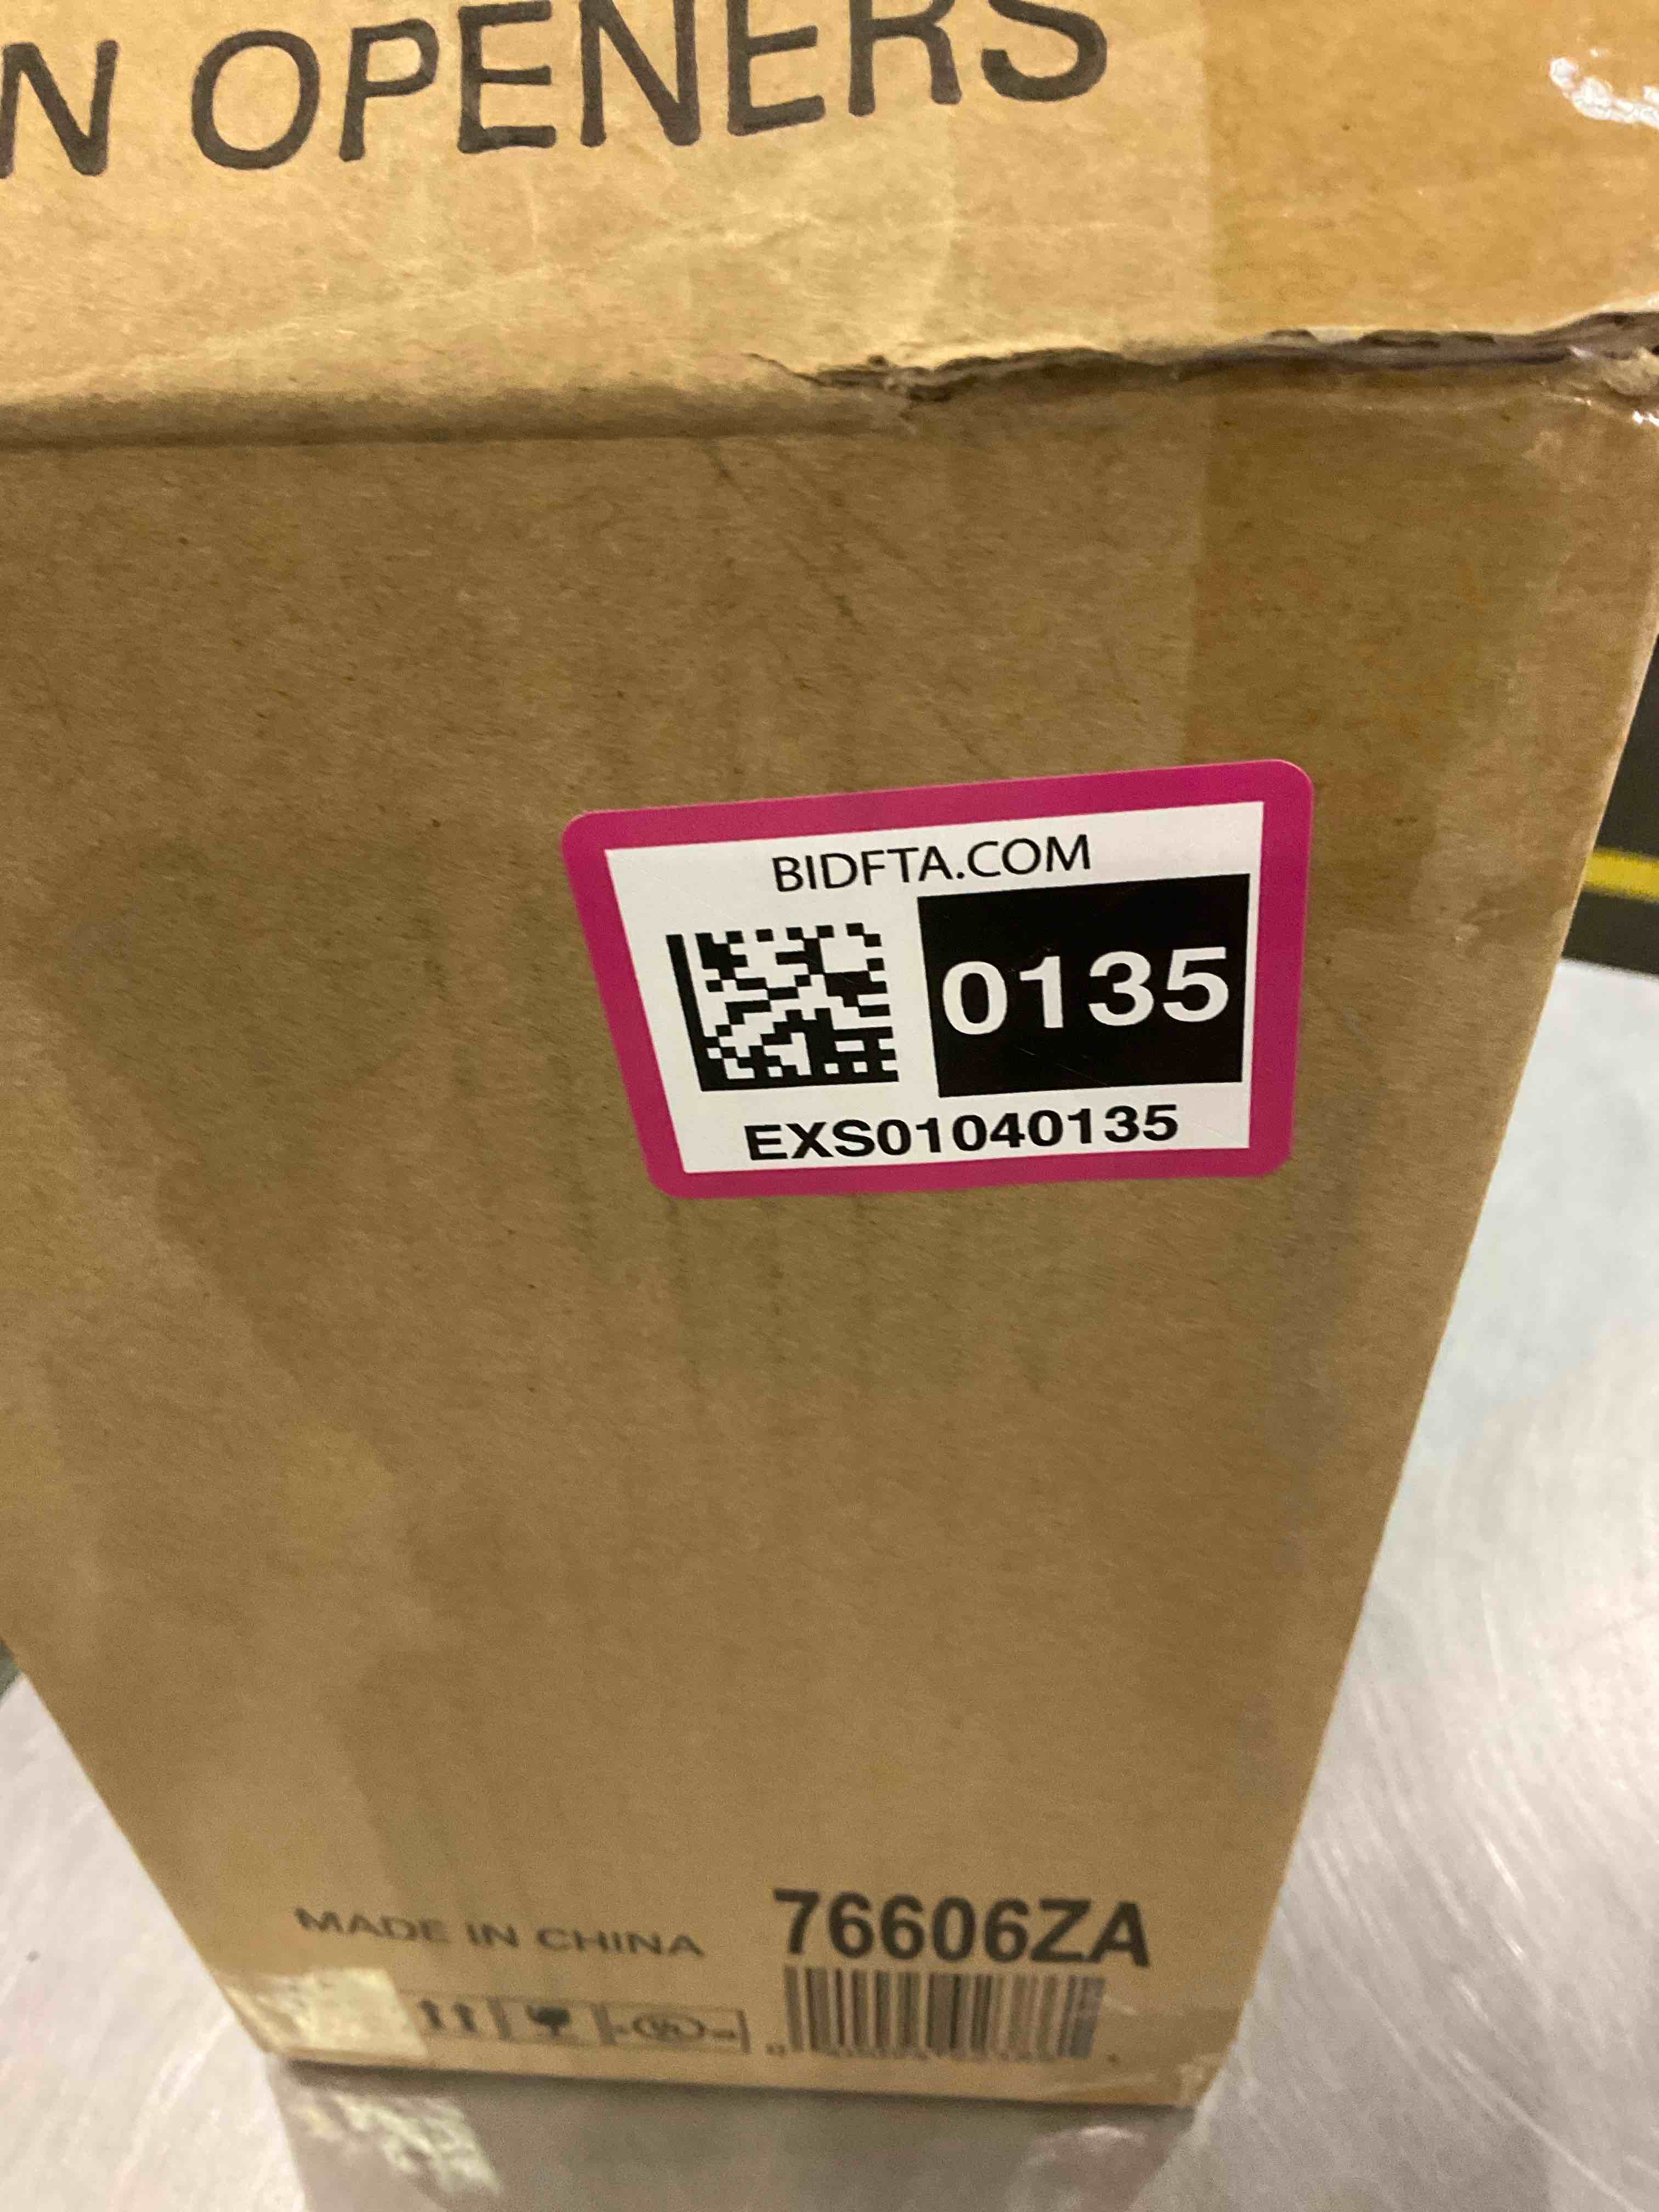 N OPENERS
BIDFTA.COM
0135
EXS01040135
MADE IN CHINA
76606ZA